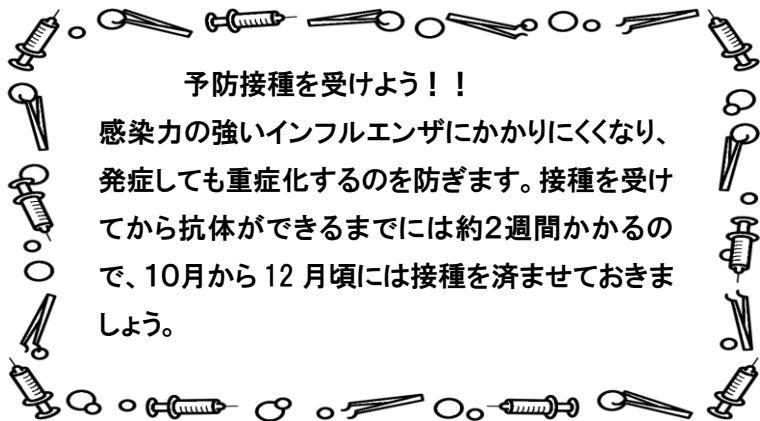 予防接種を受けよう！！
感染力の強いインフルエンザにかかりにくくなり、
発症しても重症化するのを防ぎます。接種を受け
てから抗体ができるまでには約２週間かかるの
で、１０月から 12 月頃には接種を済ませておきま
しょう。